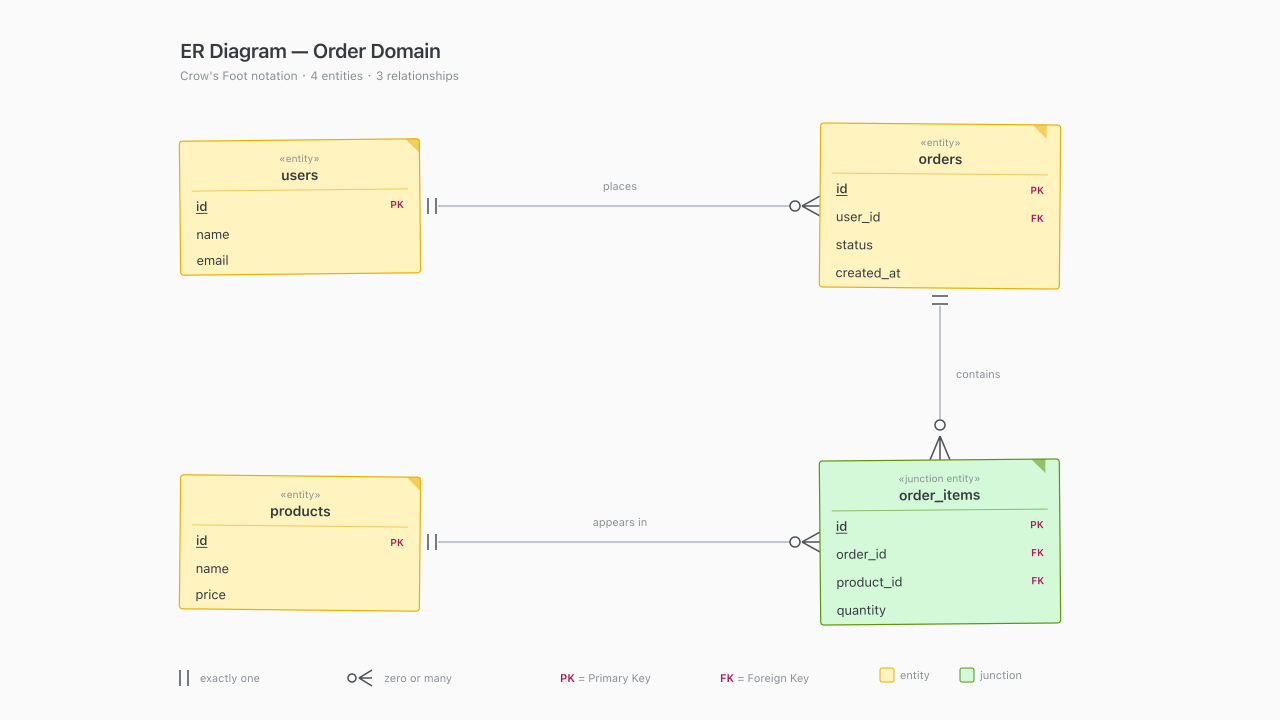 ER Diagram — Order Domain
Crow's Foot notation · 4 entities · 3 relationships
«entity»
users
id PK
name
email
places
«entity»
orders
id PK
user_id FK
status
created_at
contains
«entity»
products
id PK
name
price
appears in
«junction entity»
order_items
id PK
order_id FK
product_id FK
quantity
exactly one
zero or many
PK = Primary Key
FK = Foreign Key
entity
junction